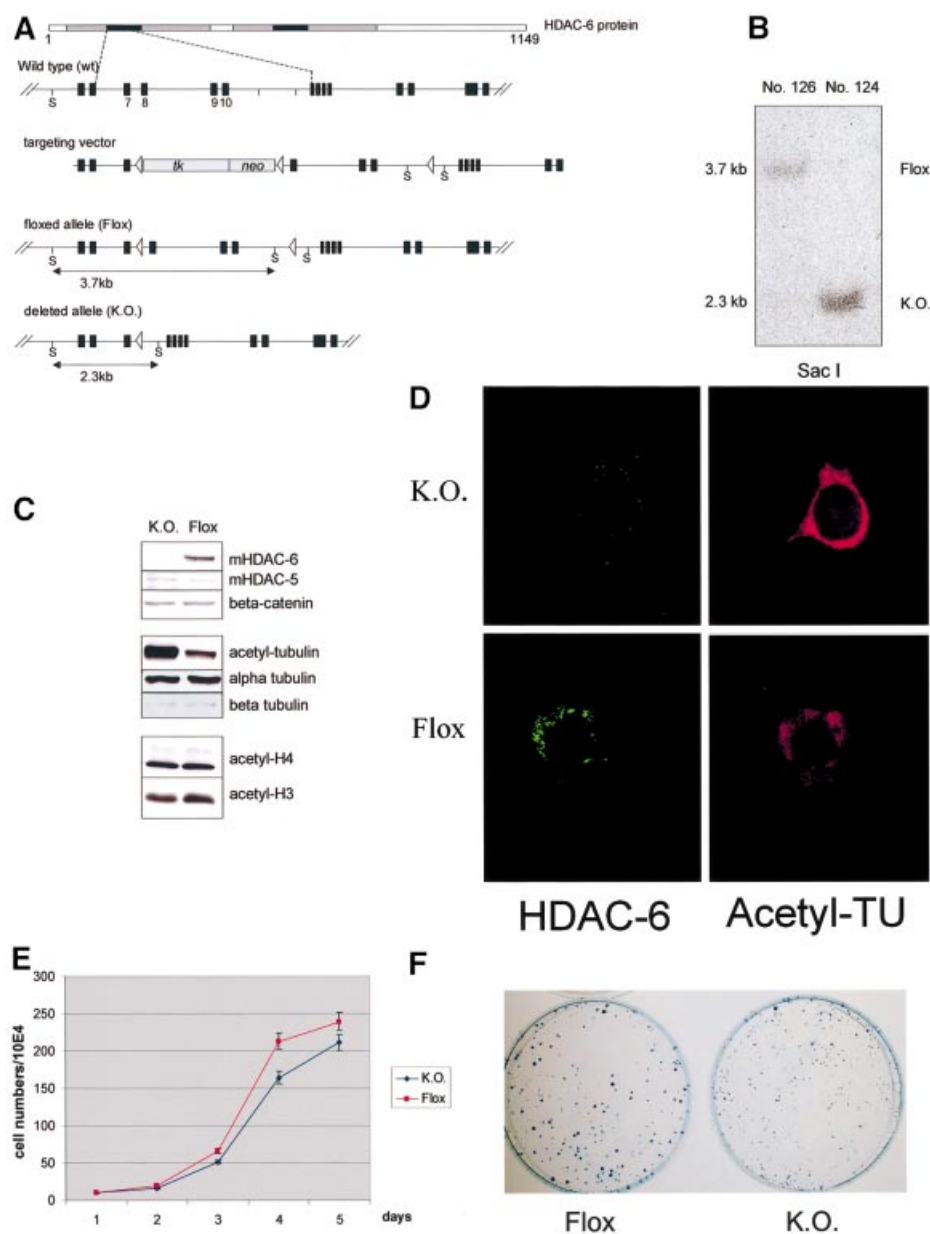 A
HDAC-6 protein
1 1149
Wild type (wt)
S 7 8 9 10
targeting vector
tk neo
S S
floxed allele (Flox)
S S S
3.7kb
deleted allele (K.O.)
S S
2.3kb
B
No. 126 No. 124
3.7 kb Flox
2.3 kb K.O.
Sac I
C
K.O. Flox
mHDAC-6
mHDAC-5
beta-catenin
acetyl-tubulin
alpha tubulin
beta tubulin
acetyl-H4
acetyl-H3
D
K.O.
Flox
HDAC-6 Acetyl-TU
E
cell numbers/10E4
300
250
200
150
100
50
0
1 2 3 4 5 days
K.O.
Flox
F
Flox K.O.